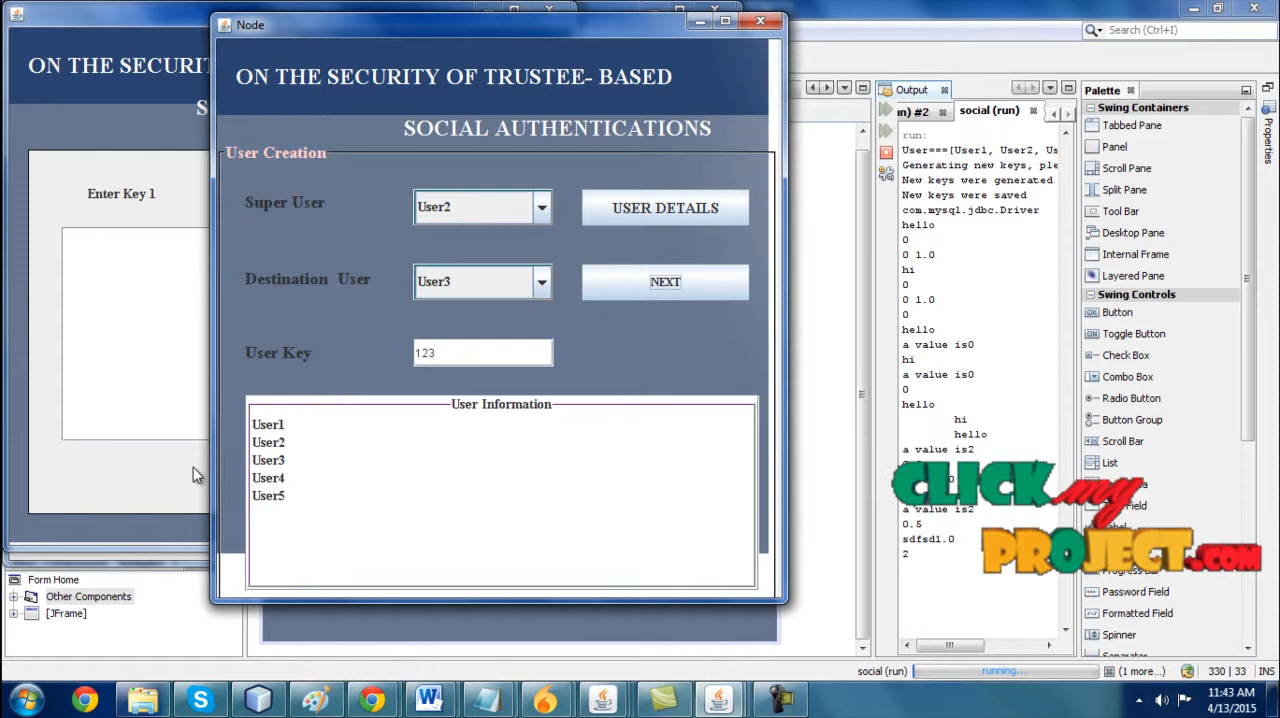 Node
Search (Ctrl+I)
ON THE SECURI
S
ON THE SECURITY OF TRUSTEE- BASED
SOCIAL AUTHENTICATIONS
User Creation
Super User
User2
USER DETAILS
Destination User
User3
NEXT
User Key
123
User Information
User1
User2
User3
User4
User5
Enter Key 1
Form Home
Other Components
[JFrame]
Output
n) #2
social (run)
run:
User===[User1, User2, Us
Generating new keys, ple
New keys were generated
New keys were saved
com.mysql.jdbc.Driver
hello
0
0 1.0
hi
0
0 1.0
0
hello
a value is0
hi
a value is0
0
hello
hi
hello
a value is2
a value is2
0.5
sdfsd1.0
2
Palette
Swing Containers
Tabbed Pane
Panel
Scroll Pane
Split Pane
Tool Bar
Desktop Pane
Internal Frame
Layered Pane
Swing Controls
Button
Toggle Button
Check Box
Combo Box
Radio Button
Button Group
Scroll Bar
List
Field
Password Field
Formatted Field
Spinner
Properties
CLICK my
PROJECT.COM
social (run)
running...
(1 more...)
330 | 33
INS
11:43 AM
4/13/2015